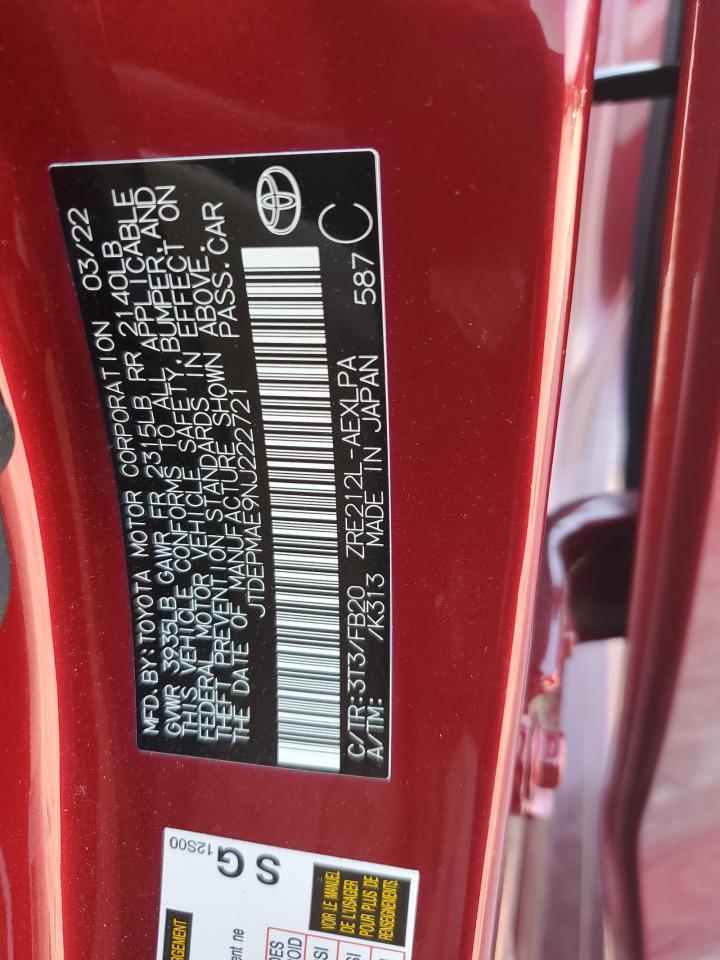 MFD. BY: TOYOTA MOTOR CORPORATION 03/22
GVWR 3935LB GAWR FR 2315LB RR 2140LB
THIS VEHICLE CONFORMS TO ALL APPLICABLE
FEDERAL MOTOR VEHICLE SAFETY, BUMPER, AND
THEFT PREVENTION STANDARDS IN EFFECT ON
THE DATE OF MANUFACTURE SHOWN ABOVE.
JTDEPMAE9NJ222721 PASS. CAR
C/TR: 3T3/FB20 ZRE212L-AEXLPA
A/TM: /K313 MADE IN JAPAN 587 C
S G
12S00
VOIR LE MANUEL
DE L'USAGER
POUR PLUS DE
RENSEIGNEMENTS.